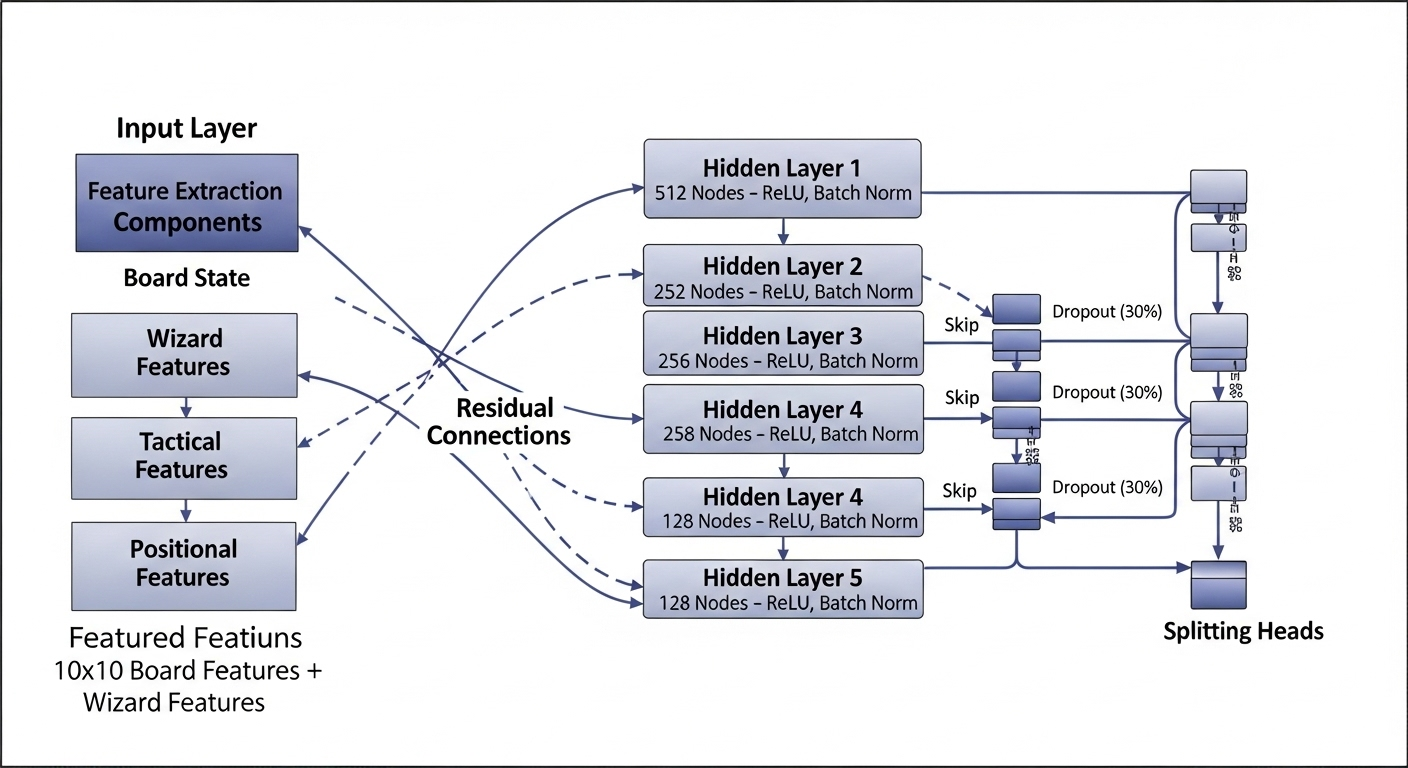 Input Layer
Feature Extraction
Components
Board State
Wizard
Features
Tactical
Features
Positional
Features
Featured Featiuns
10x10 Board Features +
Wizard Features
Residual
Connections
Hidden Layer 1
512 Nodes – ReLU, Batch Norm
Hidden Layer 2
252 Nodes – ReLU, Batch Norm
Hidden Layer 3
256 Nodes – ReLU, Batch Norm
Hidden Layer 4
258 Nodes – ReLU, Batch Norm
Hidden Layer 4
128 Nodes – ReLU, Batch Norm
Hidden Layer 5
128 Nodes – ReLU, Batch Norm
Skip
Skip
Skip
Dropout (30%)
Dropout (30%)
Dropout (30%)
Splitting Heads